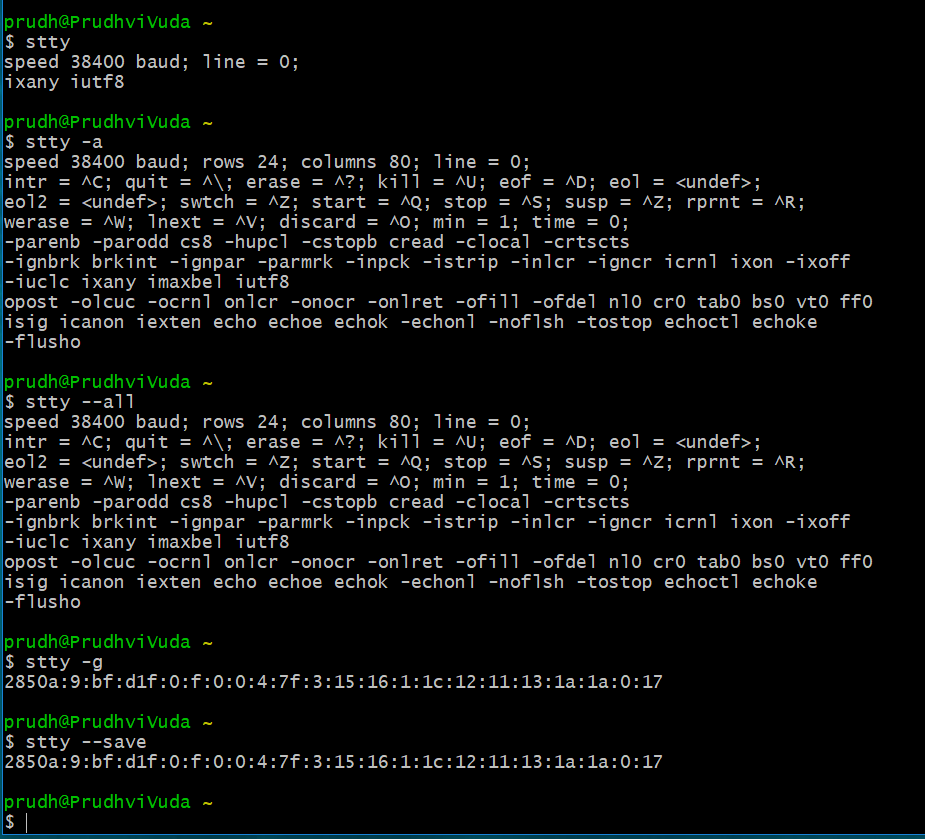 prudh@PrudhviVuda ~
$ stty
speed 38400 baud; line = 0;
ixany iutf8
prudh@PrudhviVuda ~
$ stty -a
speed 38400 baud; rows 24; columns 80; line = 0;
intr = ^C; quit = ^\; erase = ^?; kill = ^U; eof = ^D; eol = <undef>;
eol2 = <undef>; swtch = ^Z; start = ^Q; stop = ^S; susp = ^Z; rprnt = ^R;
werase = ^W; lnext = ^V; discard = ^O; min = 1; time = 0;
-parenb -parodd cs8 -hupcl -cstopb cread -clocal -crtscts
-ignbrk brkint -ignpar -parmrk -inpck -istrip -inlcr -igncr icrnl ixon -ixoff
-iuclc ixany imaxbel iutf8
opost -olcuc -ocrnl onlcr -onocr -onlret -ofill -ofdel nl0 cr0 tab0 bs0 vt0 ff0
isig icanon iexten echo echoe echok -echonl -noflsh -tostop echoctl echoke
-flusho
prudh@PrudhviVuda ~
$ stty --all
speed 38400 baud; rows 24; columns 80; line = 0;
intr = ^C; quit = ^\; erase = ^?; kill = ^U; eof = ^D; eol = <undef>;
eol2 = <undef>; swtch = ^Z; start = ^Q; stop = ^S; susp = ^Z; rprnt = ^R;
werase = ^W; lnext = ^V; discard = ^O; min = 1; time = 0;
-parenb -parodd cs8 -hupcl -cstopb cread -clocal -crtscts
-ignbrk brkint -ignpar -parmrk -inpck -istrip -inlcr -igncr icrnl ixon -ixoff
-iuclc ixany imaxbel iutf8
opost -olcuc -ocrnl onlcr -onocr -onlret -ofill -ofdel nl0 cr0 tab0 bs0 vt0 ff0
isig icanon iexten echo echoe echok -echonl -noflsh -tostop echoctl echoke
-flusho
prudh@PrudhviVuda ~
$ stty -g
2850a:9:bf:d1f:0:f:0:0:4:7f:3:15:16:1:1c:12:11:13:1a:1a:0:17
prudh@PrudhviVuda ~
$ stty --save
2850a:9:bf:d1f:0:f:0:0:4:7f:3:15:16:1:1c:12:11:13:1a:1a:0:17
prudh@PrudhviVuda ~
$